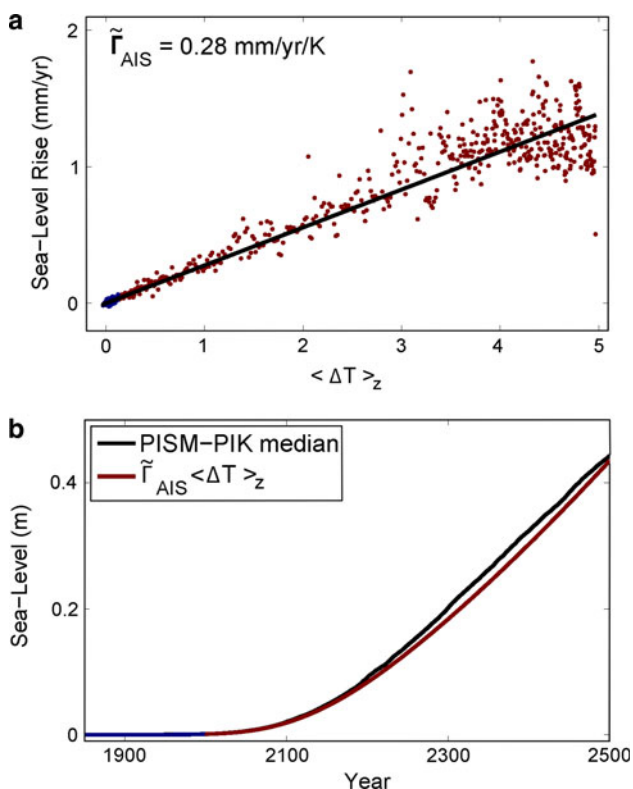 a
Γ̃AIS = 0.28 mm/yr/K
Sea-Level Rise (mm/yr)
2
1
0
0 1 2 3 4 5
< ΔT >z
b
PISM-PIK median
Γ̃AIS <ΔT >z
Sea-Level (m)
0.4
0.2
0
1900 2100 2300 2500
Year